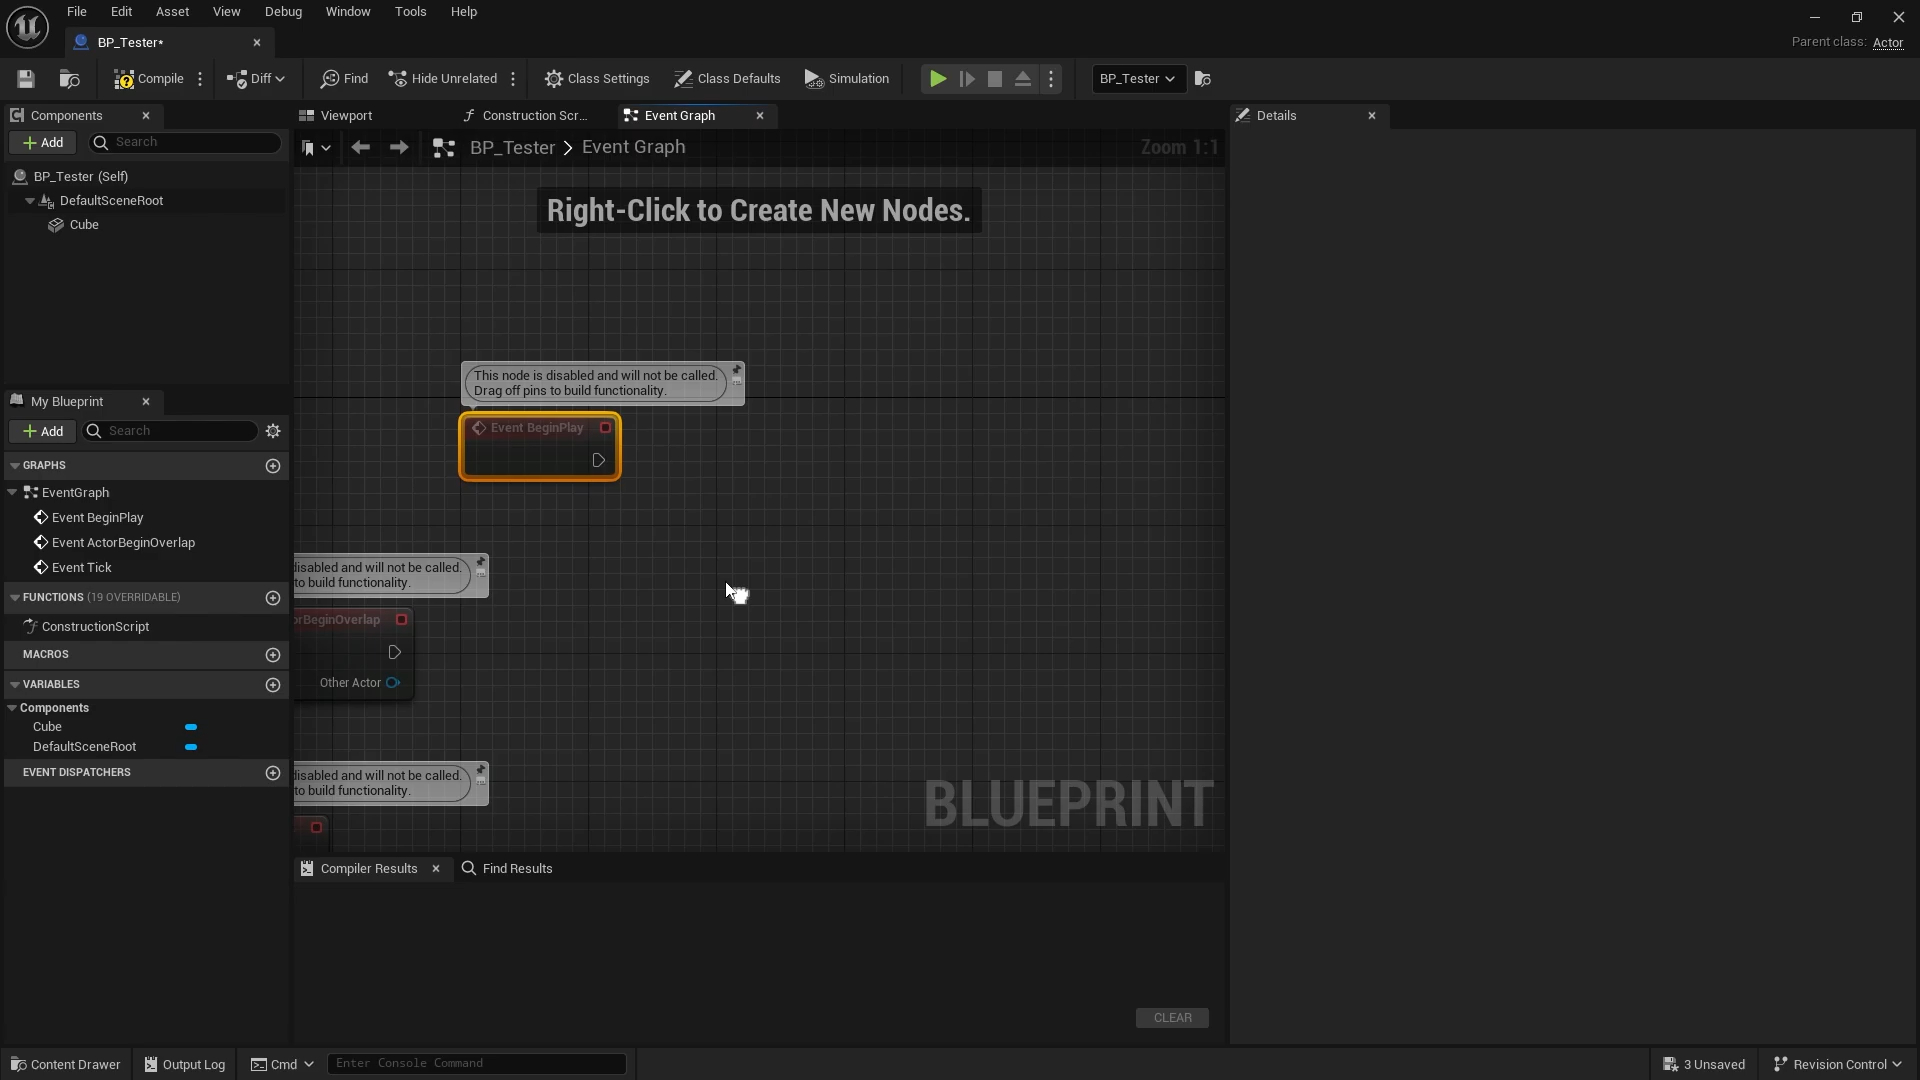 File Edit Asset View Debug Window Tools Help
BP_Tester*
Parent class: Actor
Compile Diff Find Hide Unrelated Class Settings Class Defaults Simulation BP_Tester
Components
Add Search
BP_Tester (Self)
DefaultSceneRoot
Cube
My Blueprint
Add Search
GRAPHS
EventGraph
Event BeginPlay
Event ActorBeginOverlap
Event Tick
FUNCTIONS (19 OVERRIDABLE)
ConstructionScript
MACROS
VARIABLES
Components
Cube
DefaultSceneRoot
EVENT DISPATCHERS
Viewport Construction Scr... Event Graph
BP_Tester > Event Graph Zoom 1:1
Right-Click to Create New Nodes.
This node is disabled and will not be called.
Drag off pins to build functionality.
Event BeginPlay
disabled and will not be called.
to build functionality.
orBeginOverlap
Other Actor
disabled and will not be called.
to build functionality.
BLUEPRINT
Compiler Results Find Results
CLEAR
Details
Content Drawer Output Log Cmd Enter Console Command 3 Unsaved Revision Control